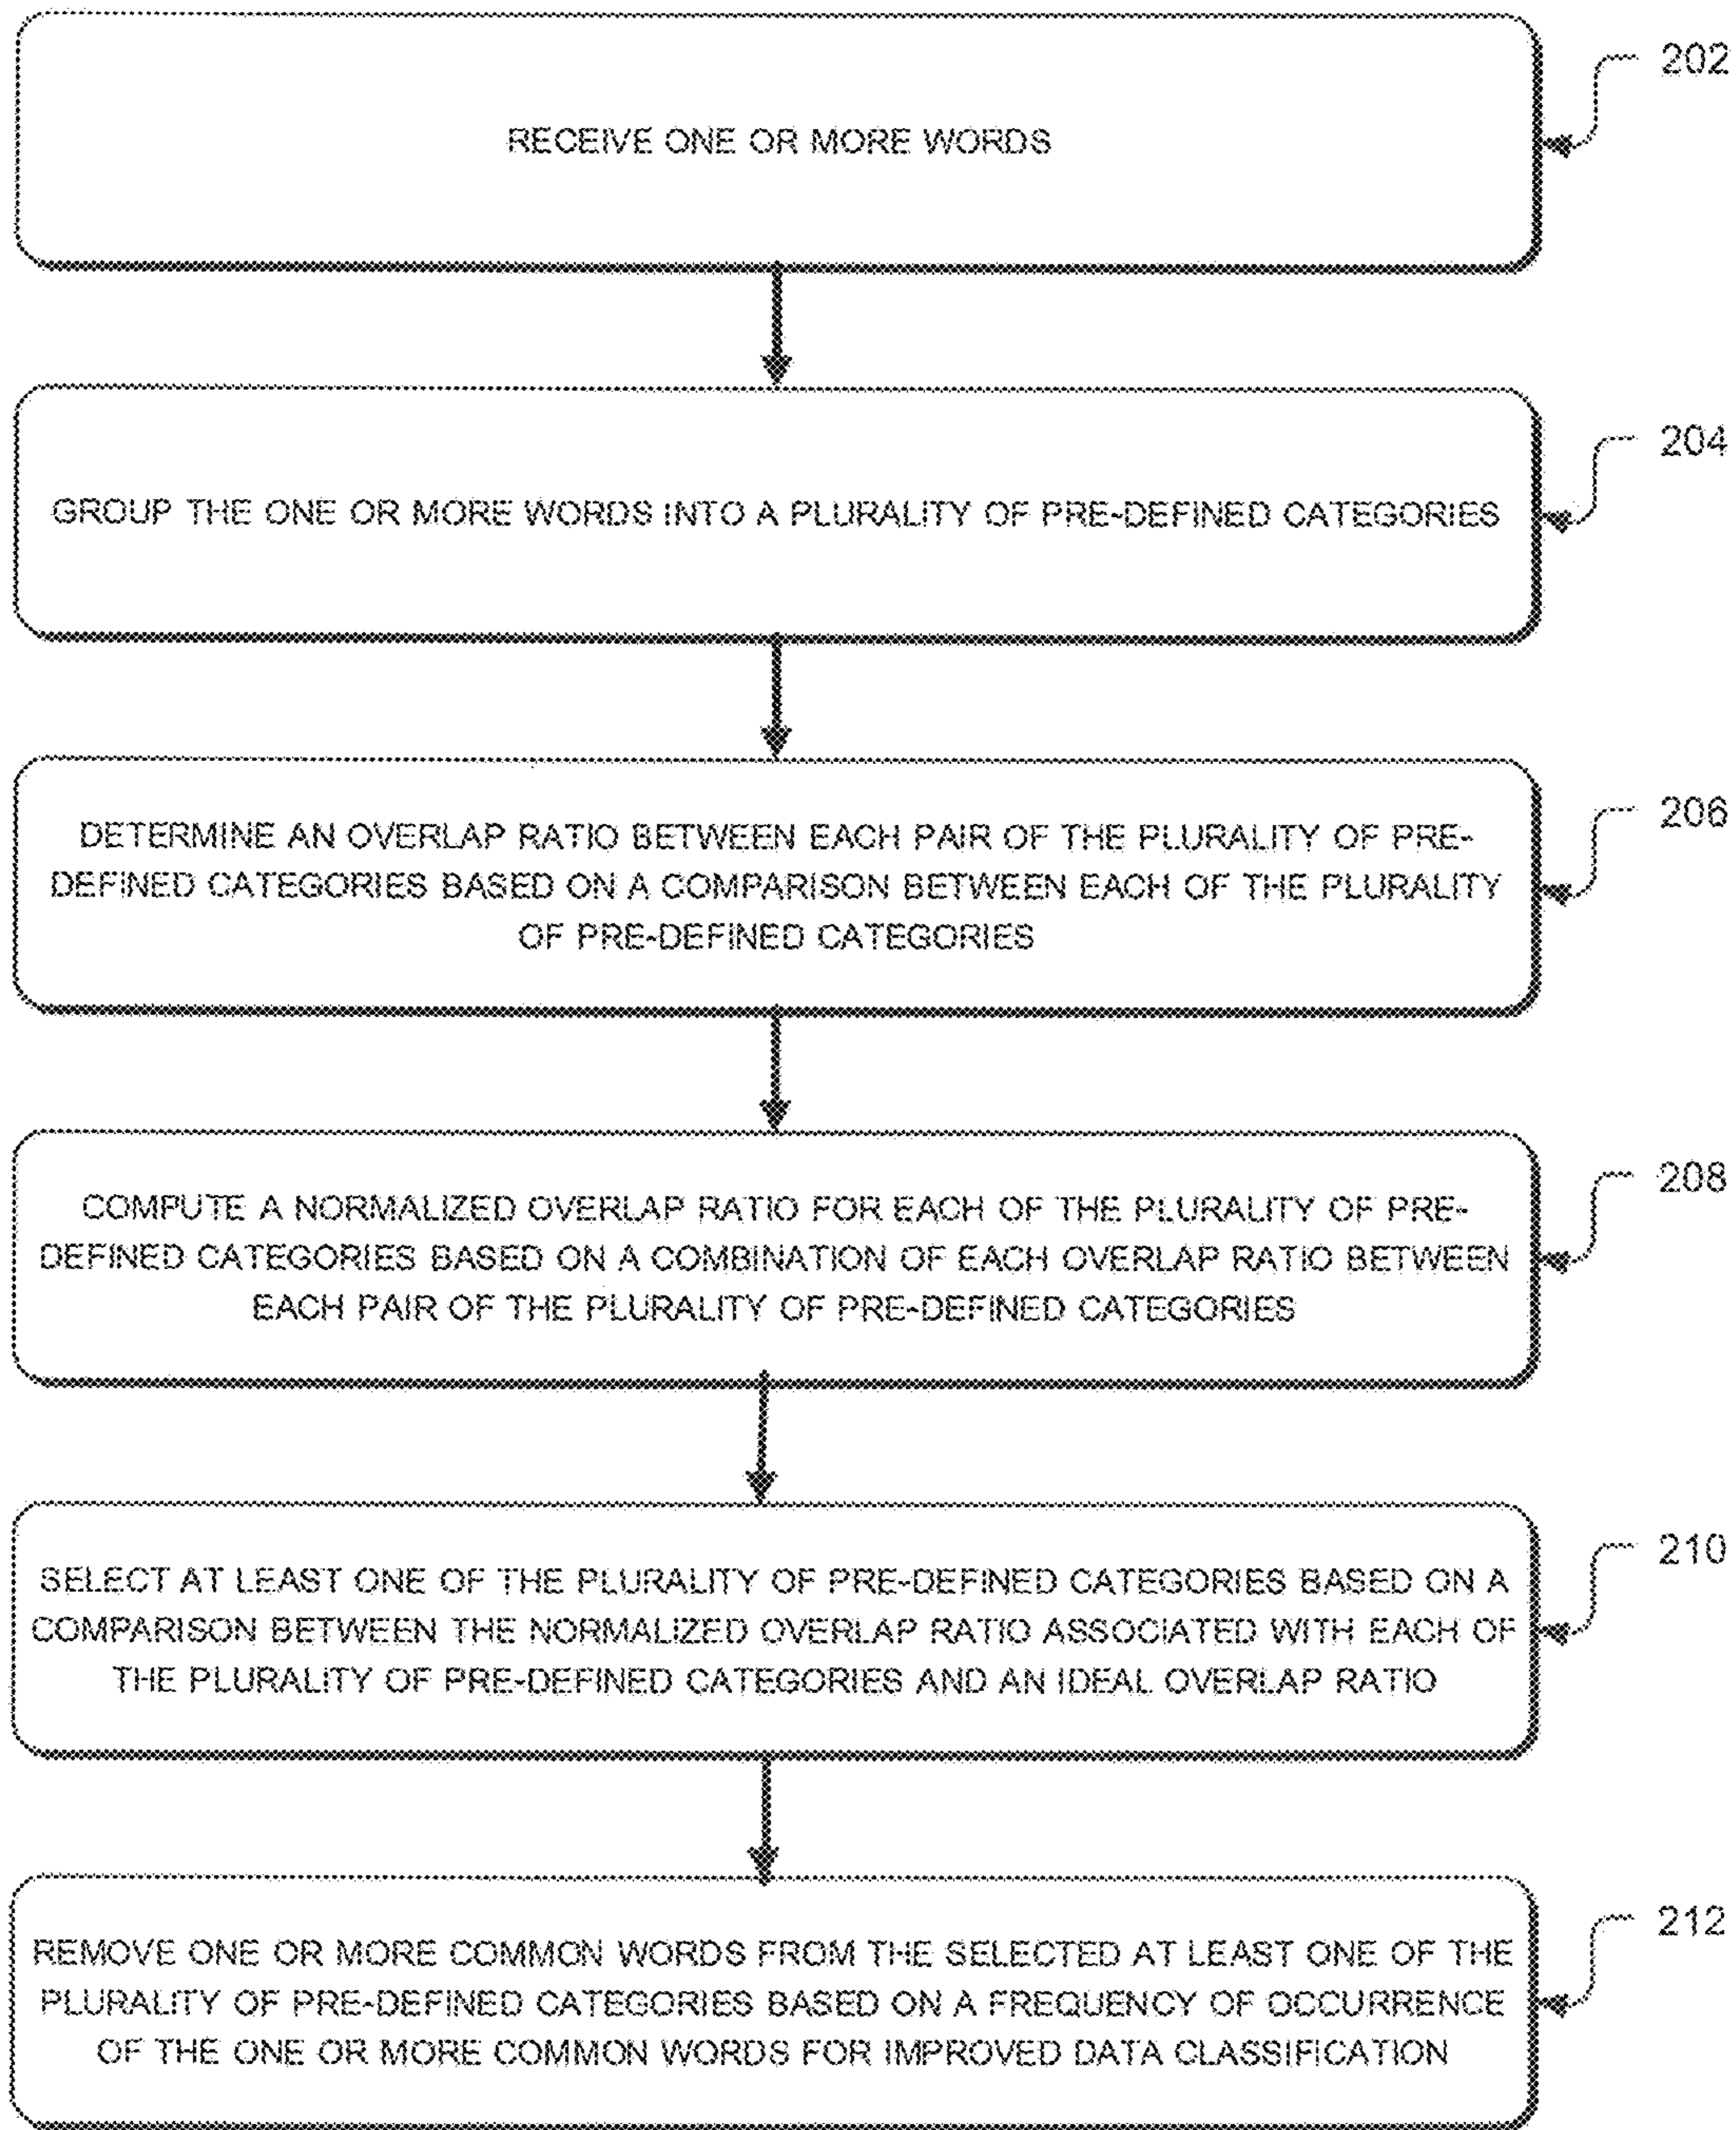 RECEIVE ONE OR MORE WORDS
202
GROUP THE ONE OR MORE WORDS INTO A PLURALITY OF PRE-DEFINED CATEGORIES
204
DETERMINE AN OVERLAP RATIO BETWEEN EACH PAIR OF THE PLURALITY OF PRE-
DEFINED CATEGORIES BASED ON A COMPARISON BETWEEN EACH OF THE PLURALITY
OF PRE-DEFINED CATEGORIES
206
COMPUTE A NORMALIZED OVERLAP RATIO FOR EACH OF THE PLURALITY OF PRE-
DEFINED CATEGORIES BASED ON A COMBINATION OF EACH OVERLAP RATIO BETWEEN
EACH PAIR OF THE PLURALITY OF PRE-DEFINED CATEGORIES
208
SELECT AT LEAST ONE OF THE PLURALITY OF PRE-DEFINED CATEGORIES BASED ON A
COMPARISON BETWEEN THE NORMALIZED OVERLAP RATIO ASSOCIATED WITH EACH OF
THE PLURALITY OF PRE-DEFINED CATEGORIES AND AN IDEAL OVERLAP RATIO
210
REMOVE ONE OR MORE COMMON WORDS FROM THE SELECTED AT LEAST ONE OF THE
PLURALITY OF PRE-DEFINED CATEGORIES BASED ON A FREQUENCY OF OCCURRENCE
OF THE ONE OR MORE COMMON WORDS FOR IMPROVED DATA CLASSIFICATION
212